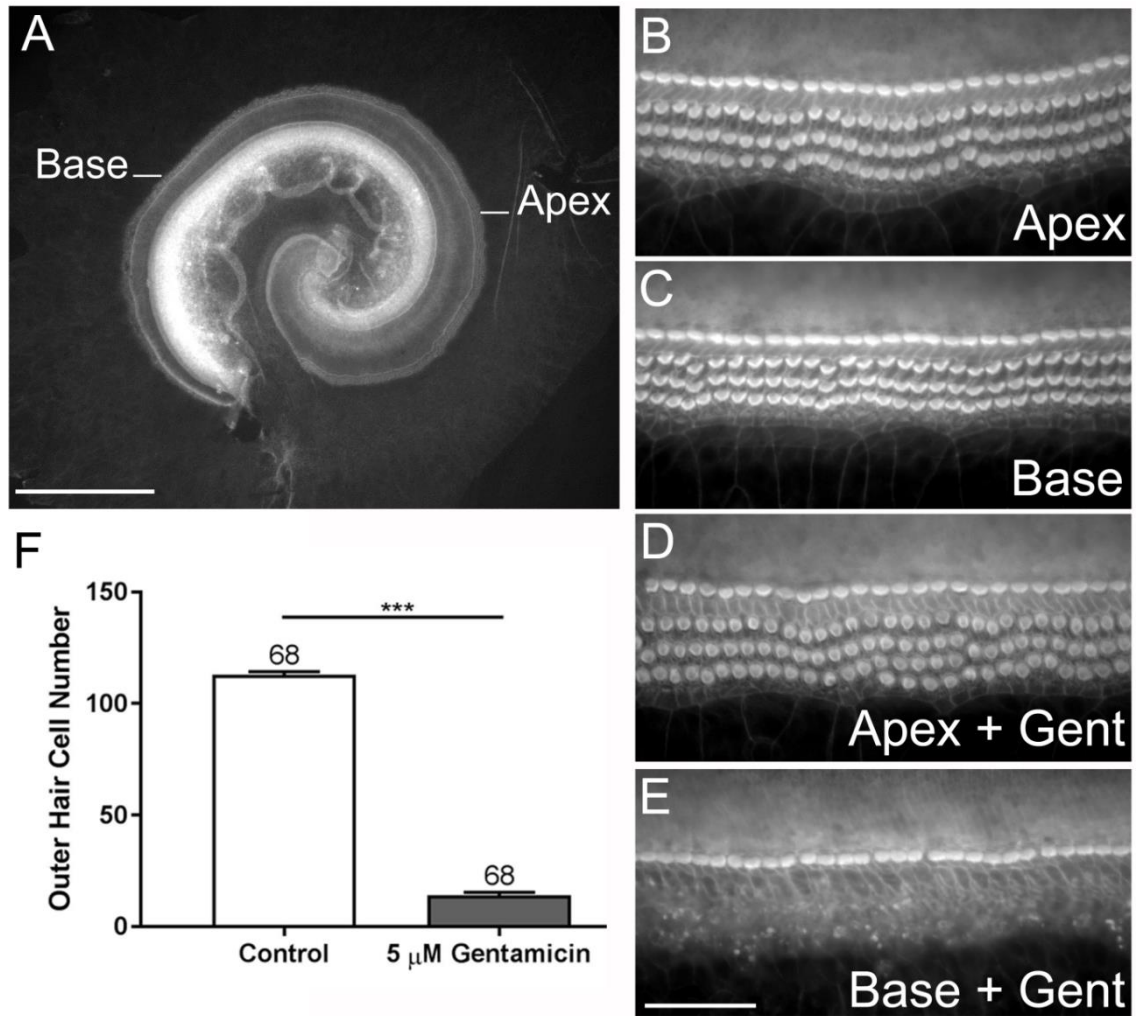 A
Base
Apex
B
Apex
C
Base
D
Apex + Gent
E
Base + Gent
F
Outer Hair Cell Number
150
100
50
0
***
68
68
Control
5 μM Gentamicin